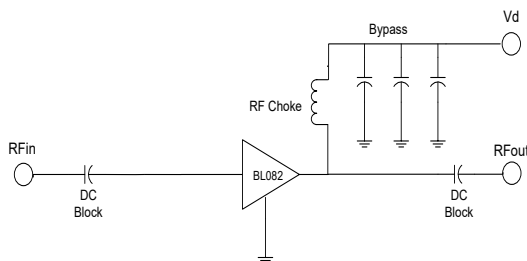 Vd
Bypass
RF Choke
RFin
BL082
RFout
DC
Block
DC
Block